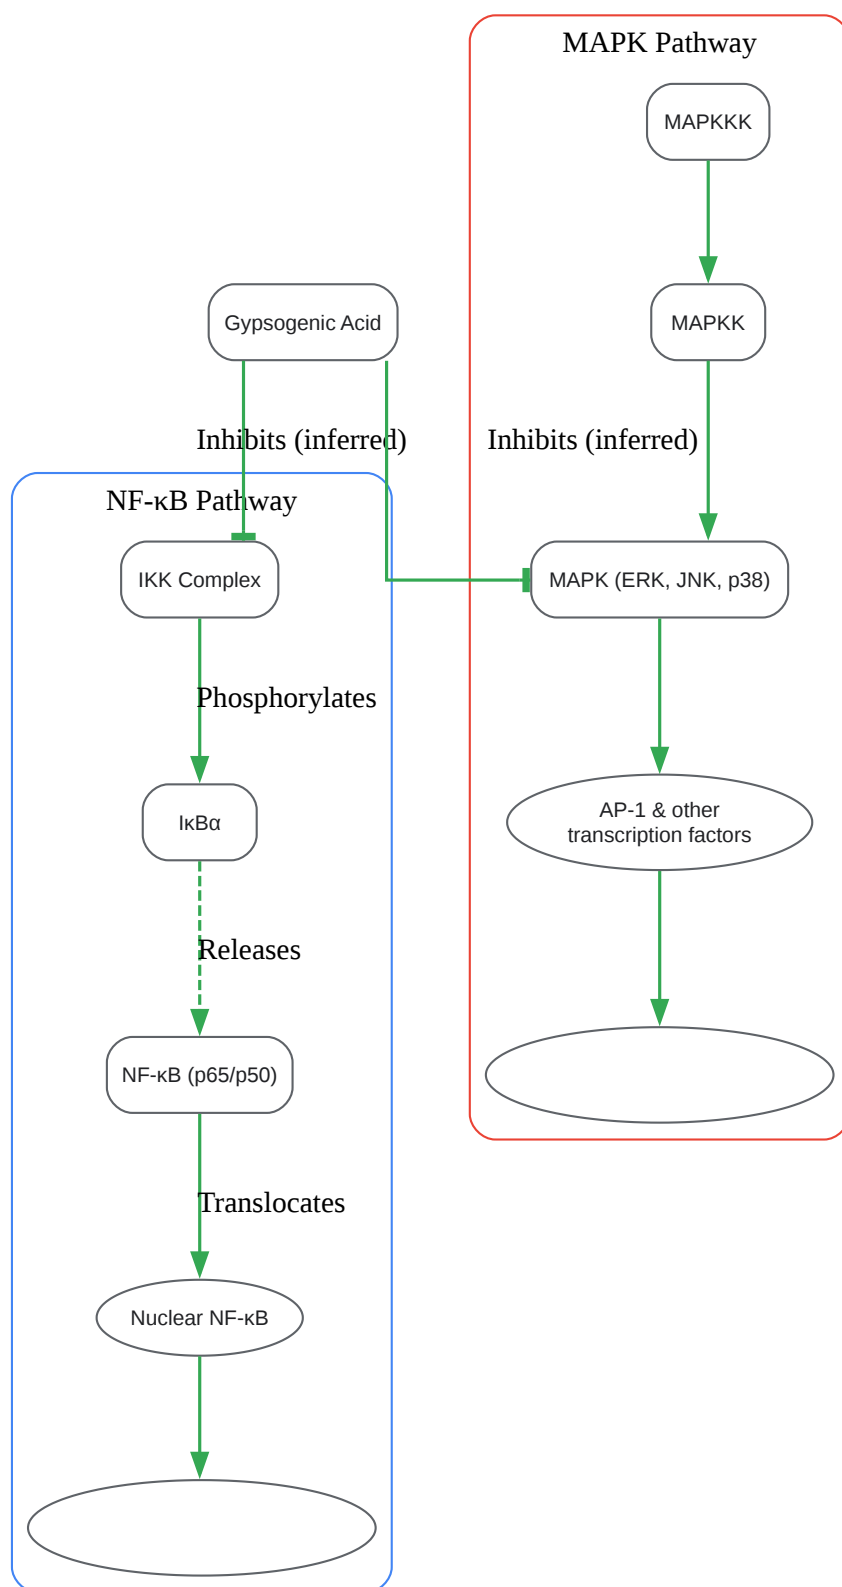 MAPK Pathway
MAPKKK
Gypsogenic Acid
MAPKK
Inhibits (inferred)
Inhibits (inferred)
NF-κB Pathway
IKK Complex
MAPK (ERK, JNK, p38)
Phosphorylates
IκBα
AP-1 & other
transcription factors
Releases
NF-κB (p65/p50)
Translocates
Nuclear NF-κB